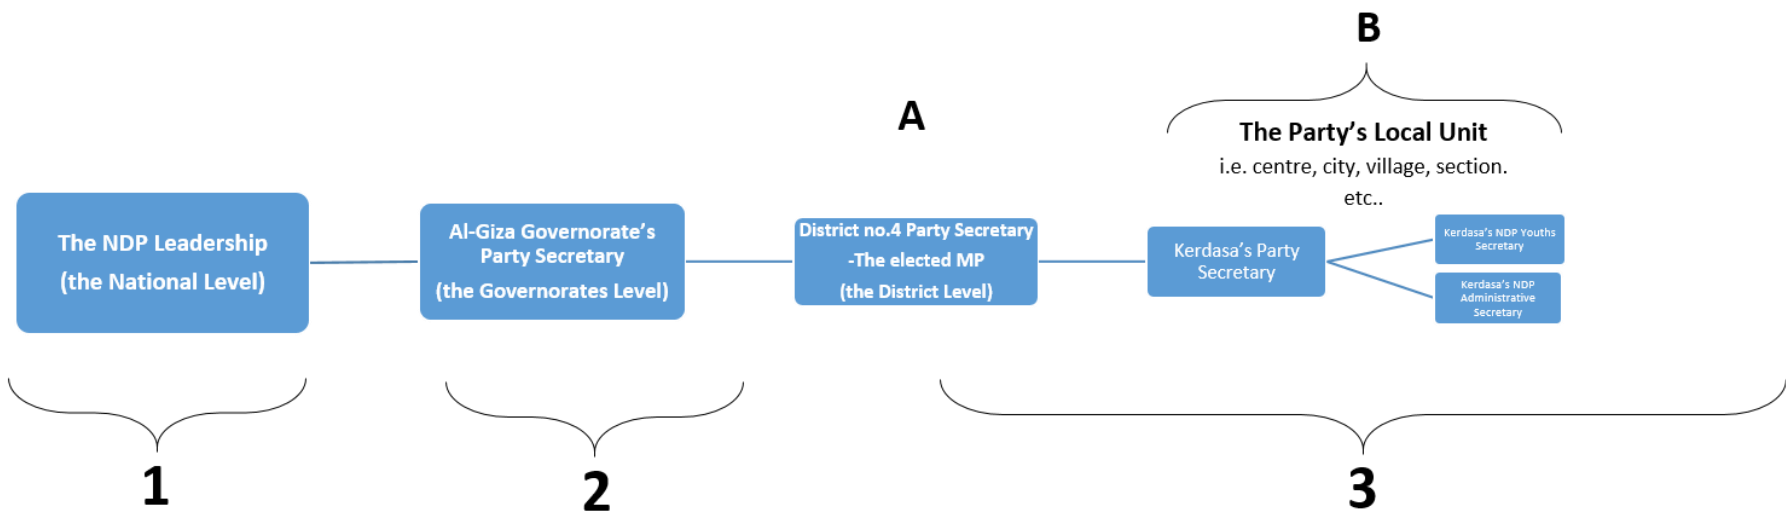 B
A
The Party’s Local Unit
i.e. centre, city, village, section.
etc..
The NDP Leadership
(the National Level)
Al-Giza Governorate’s
Party Secretary
(the Governorates Level)
District no.4 Party Secretary
-The elected MP
(the District Level)
Kerdasa’s Party
Secretary
Kerdasa’s NDP Youths
Secretary
Kerdasa’s NDP
Administrative
Secretary
1
2
3